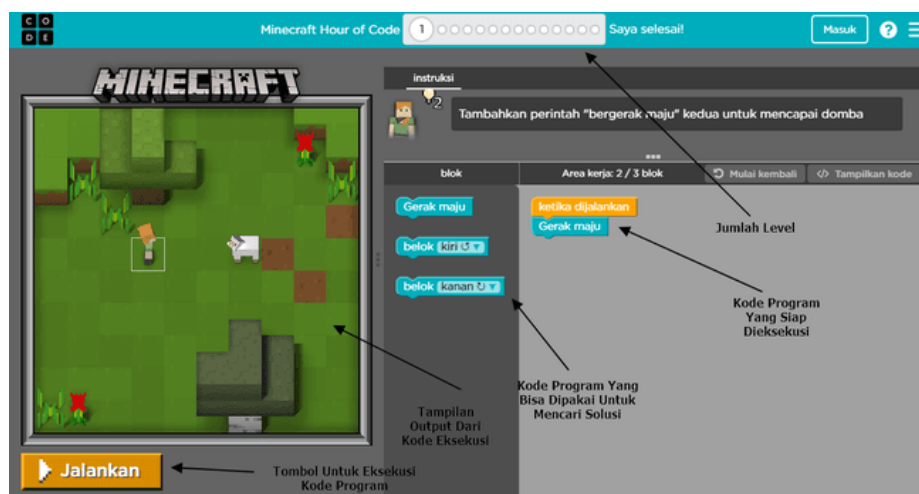 C O
D E
Minecraft Hour of Code
1
Saya selesai!
Masuk
?
MINECRAFT
instruksi
2
Tambahkan perintah "bergerak maju" kedua untuk mencapai domba
blok
Area kerja: 2 / 3 blok
Mulai kembali
</> Tampilkan kode
Gerak maju
belok kiri
belok kanan
ketika dijalankan
Gerak maju
Jumlah Level
Kode Program
Yang Siap
Dieksekusi
Kode Program Yang
Bisa Dipakai Untuk
Mencari Solusi
Tampilan
Output Dari
Kode Eksekusi
Jalankan
Tombol Untuk Eksekusi
Kode Program